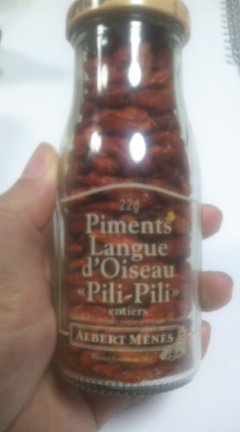 22g
Piments
Langue
d'Oiseau
«Pili-Pili»
entiers
ALBERT MÉNÈS